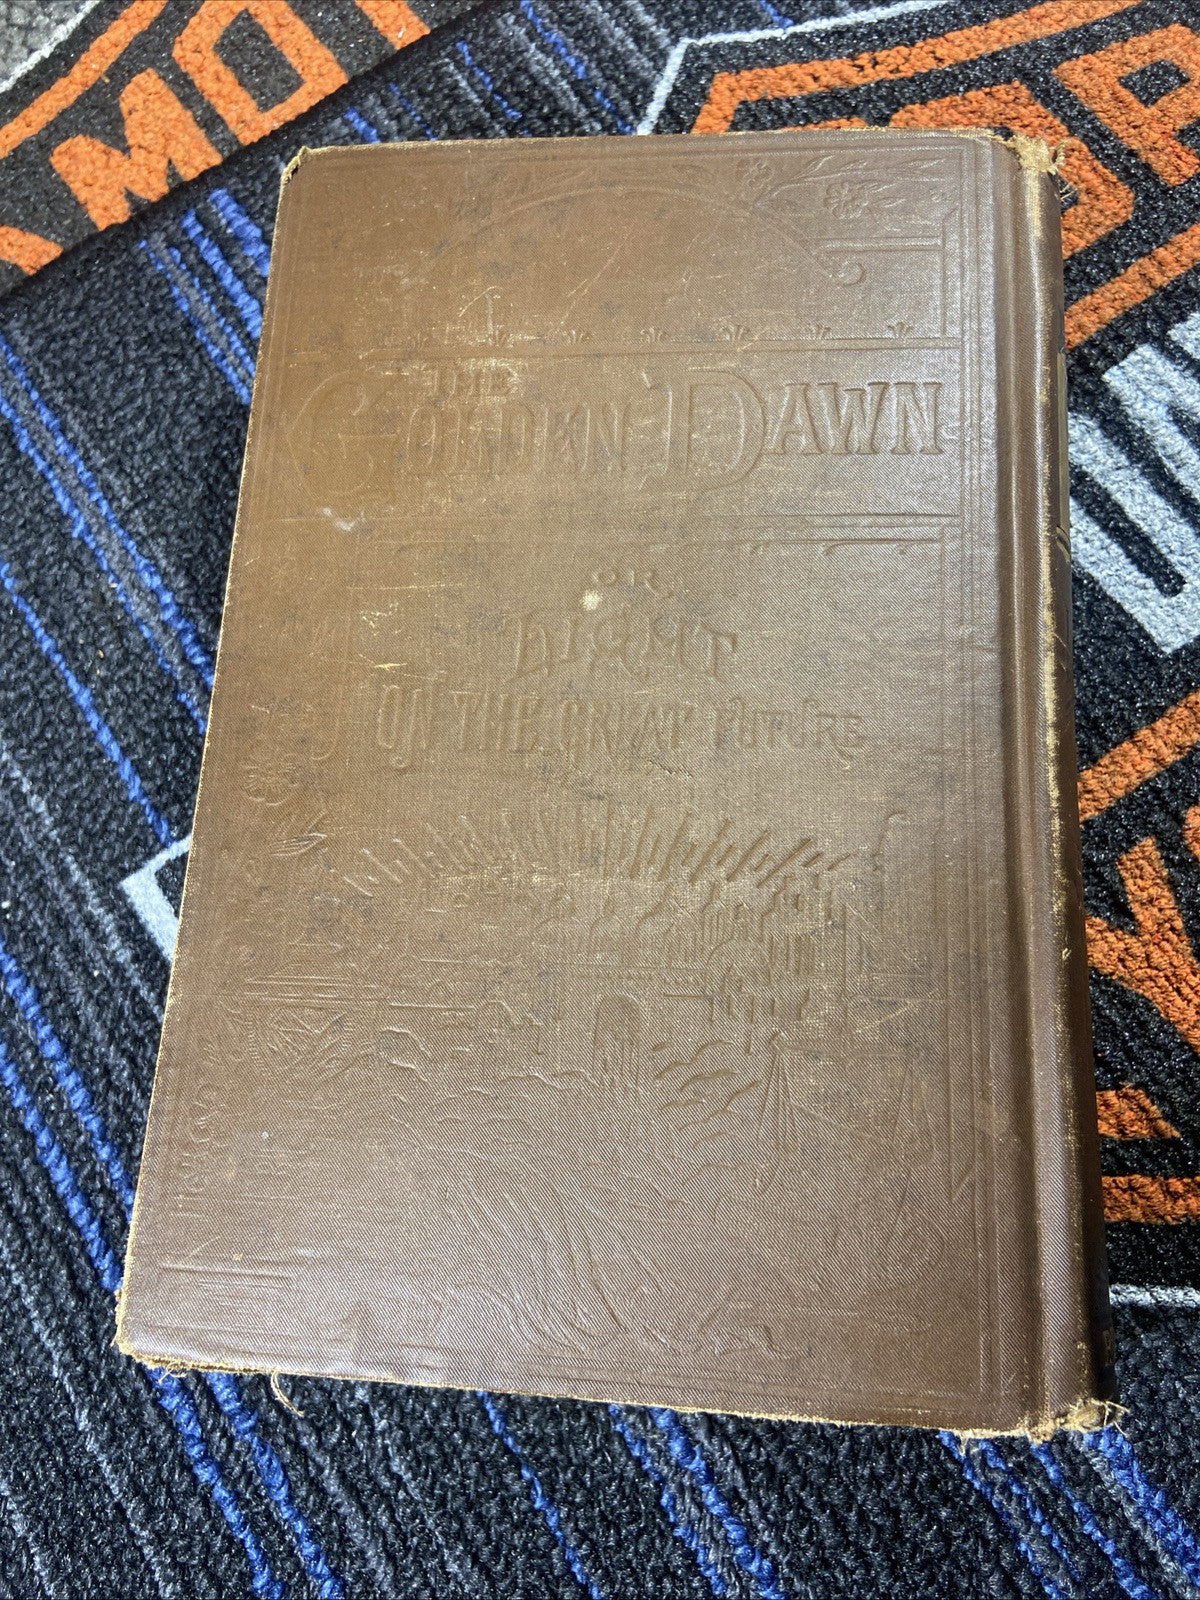 THE
GOLDEN DAWN
OR
LIGHT
ON THE GREAT FUTURE